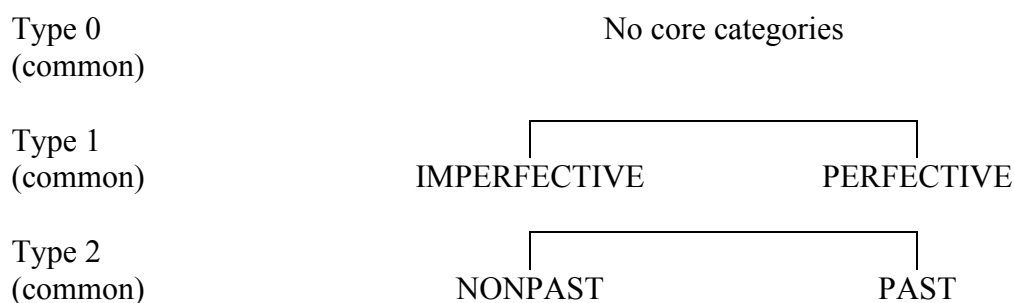 Type 0 No core categories
(common)
Type 1
(common) IMPERFECTIVE PERFECTIVE
Type 2
(common) NONPAST PAST